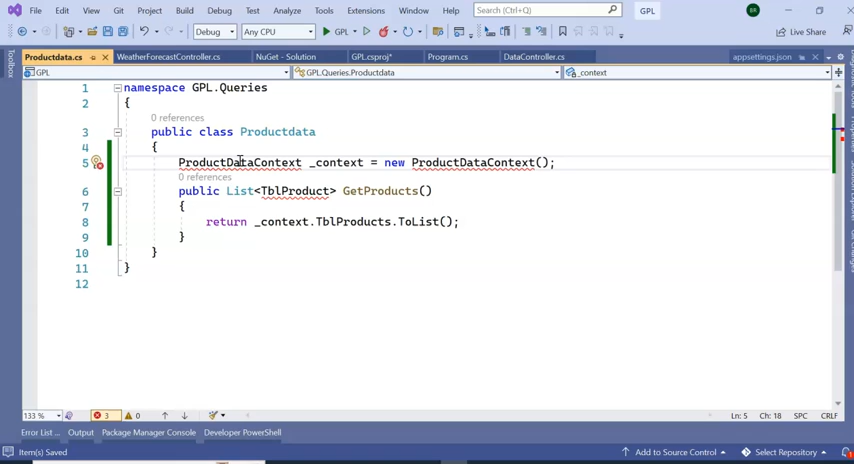 File Edit View Git Project Build Debug Test Analyze Tools Extensions Window Help Search (Ctrl+Q) GPL BR
Debug Any CPU GPL Live Share
Productdata.cs WeatherForecastController.cs NuGet - Solution GPL.csproj* Program.cs DataController.cs appsettings.json
GPL GPL.Queries.Productdata _context
Toolbox
1 namespace GPL.Queries
2 {
0 references
3 public class Productdata
4 {
5 ProductDataContext _context = new ProductDataContext();
0 references
6 public List<TblProduct> GetProducts()
7 {
8 return _context.TblProducts.ToList();
9 }
10 }
11 }
12
133 % 3 0 Ln: 5 Ch: 18 SPC CRLF
Error List ... Output Package Manager Console Developer PowerShell
Item(s) Saved Add to Source Control Select Repository